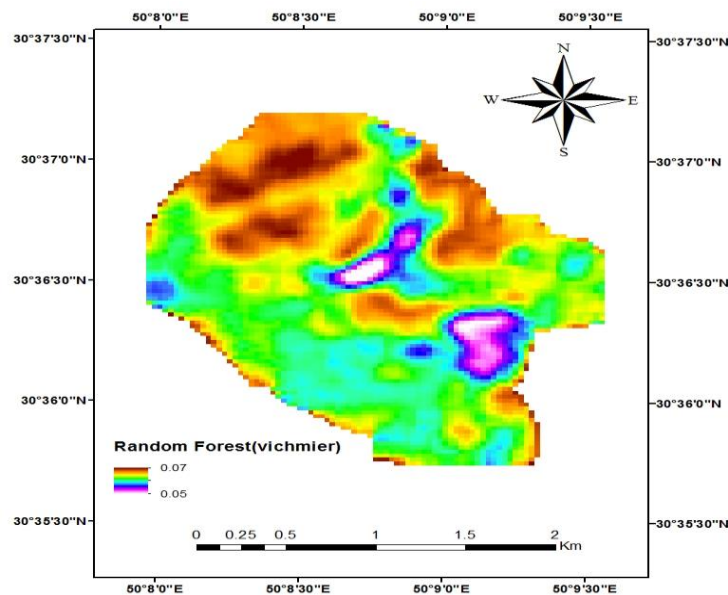 50°8'0"E 50°8'30"E 50°9'0"E 50°9'30"E
30°37'30"N 30°37'30"N
N
W E
S
30°37'0"N 30°37'0"N
30°36'30"N 30°36'30"N
30°36'0"N 30°36'0"N
Random Forest(vichmier)
0.07
0.05
30°35'30"N 30°35'30"N
0 0.25 0.5 1 1.5 2
Km
50°8'0"E 50°8'30"E 50°9'0"E 50°9'30"E